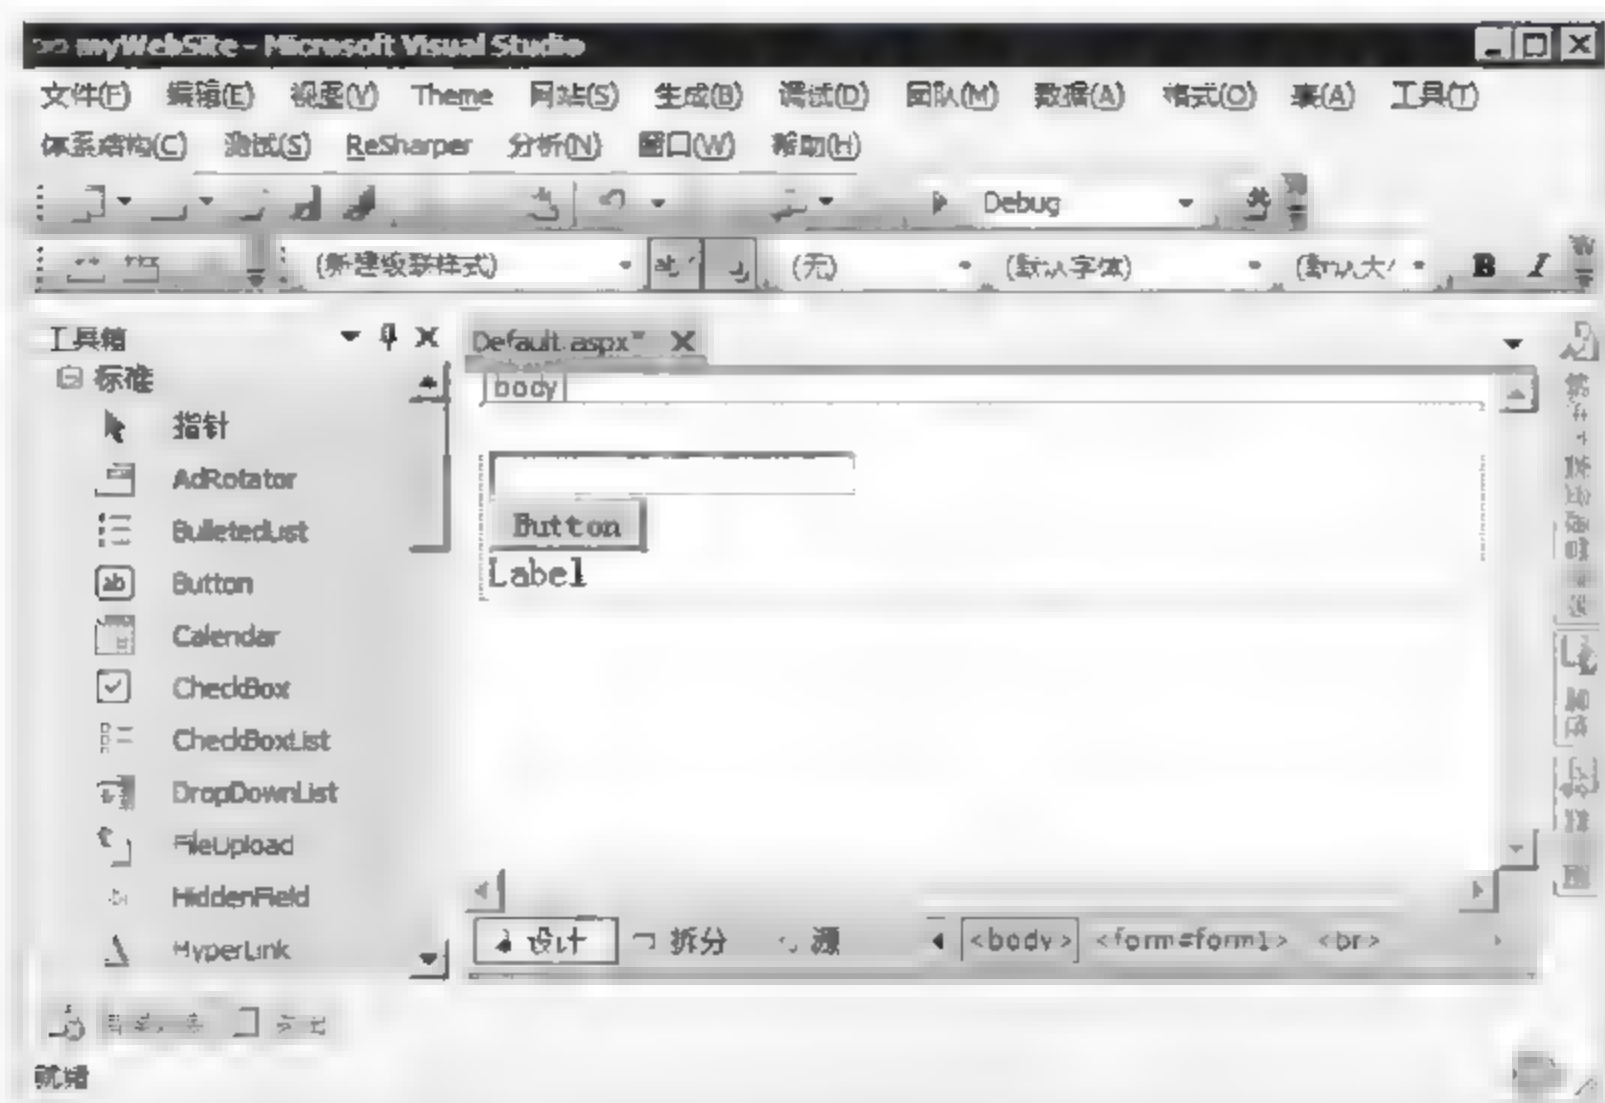 myWebSite - Microsoft Visual Studio
文件(F) 编辑(E) 视图(V) Theme 网站(S) 生成(B) 调试(D) 团队(M) 数据(A) 格式(O) 表(A) 工具(T)
体系结构(C) 测试(S) ReSharper 分析(N) 窗口(W) 帮助(H)
Debug
(新建级联样式) (无) (默认字体) (默认大 B I
工具箱
Default.aspx*
标准
body
指针
AdRotator
BulletedList
Button
Button
Label
Calendar
CheckBox
CheckBoxList
DropDownList
FileUpload
HiddenField
HyperLink
设计 拆分 源 <body> <form#form1> <br>
就绪